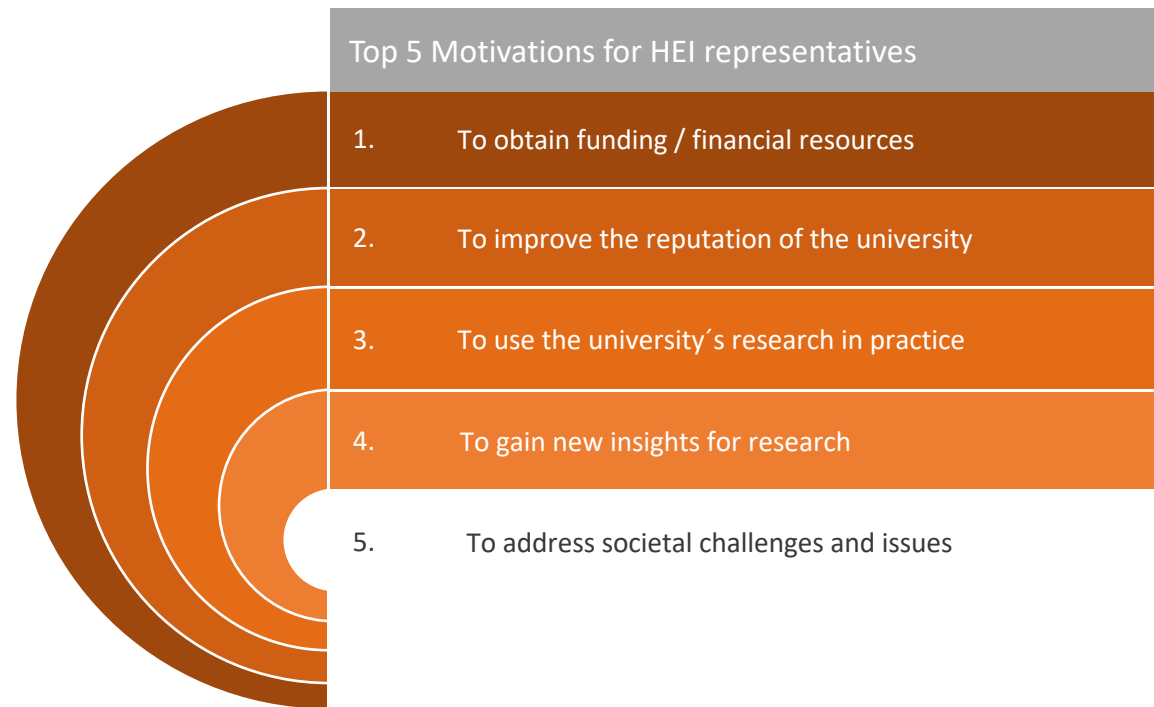 Top 5 Motivations for HEI representatives
1. To obtain funding / financial resources
2. To improve the reputation of the university
3. To use the university´s research in practice
4. To gain new insights for research
5. To address societal challenges and issues